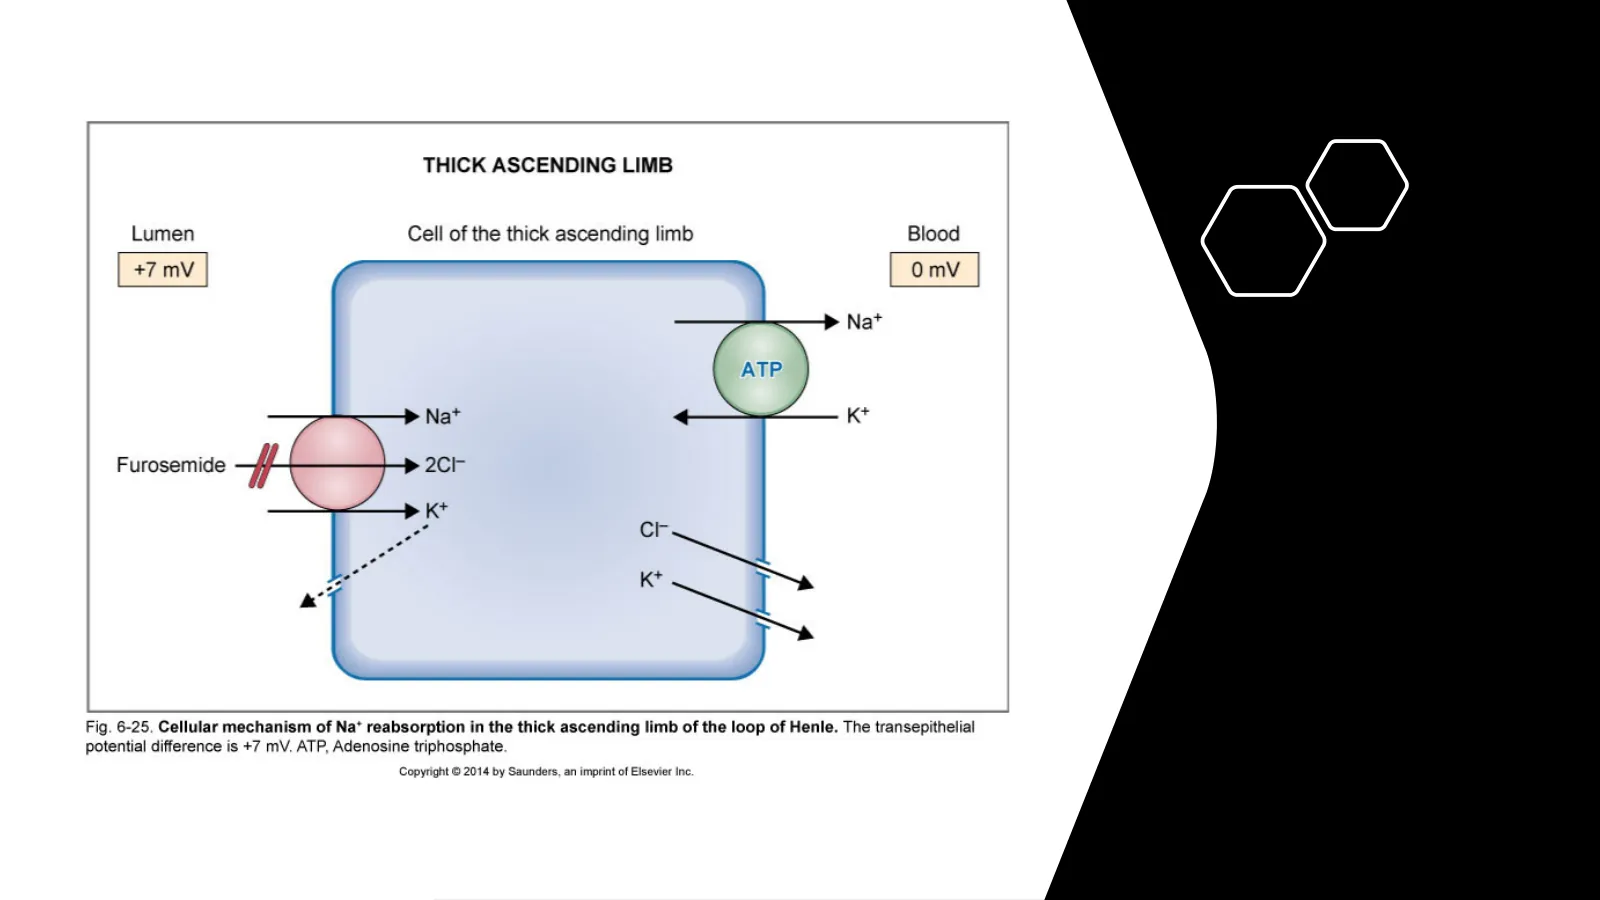 THICK ASCENDING LIMB
Lumen
Cell of the thick ascending limb
Blood
+7 mV
0 mV
Na⁺
ATP
K⁺
Na⁺
Furosemide
2Cl⁻
K⁺
Cl⁻
K⁺
Fig. 6-25. Cellular mechanism of Na⁺ reabsorption in the thick ascending limb of the loop of Henle. The transepithelial
potential difference is +7 mV. ATP, Adenosine triphosphate.
Copyright © 2014 by Saunders, an imprint of Elsevier Inc.